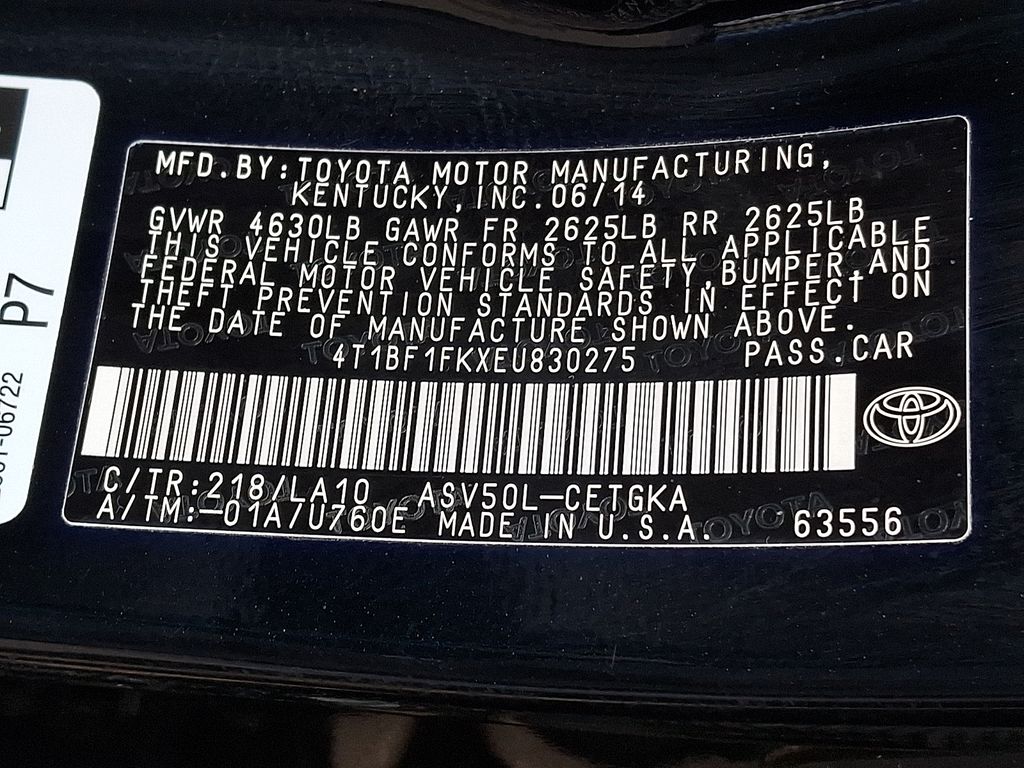 MFD.BY:TOYOTA MOTOR MANUFACTURING,
KENTUCKY, INC.06/14
GVWR 4630LB GAWR FR 2625LB RR 2625LB
THIS VEHICLE CONFORMS TO ALL APPLICABLE
FEDERAL MOTOR VEHICLE SAFETY,BUMPER,AND
THEFT PREVENTION STANDARDS IN EFFECT ON
THE DATE OF MANUFACTURE SHOWN ABOVE.
4T1BF1FKXEU830275 PASS.CAR
C/TR:218/LA10 ASV50L-CETGKA
A/TM:-01A/U760E MADE IN U.S.A. 63556
P7